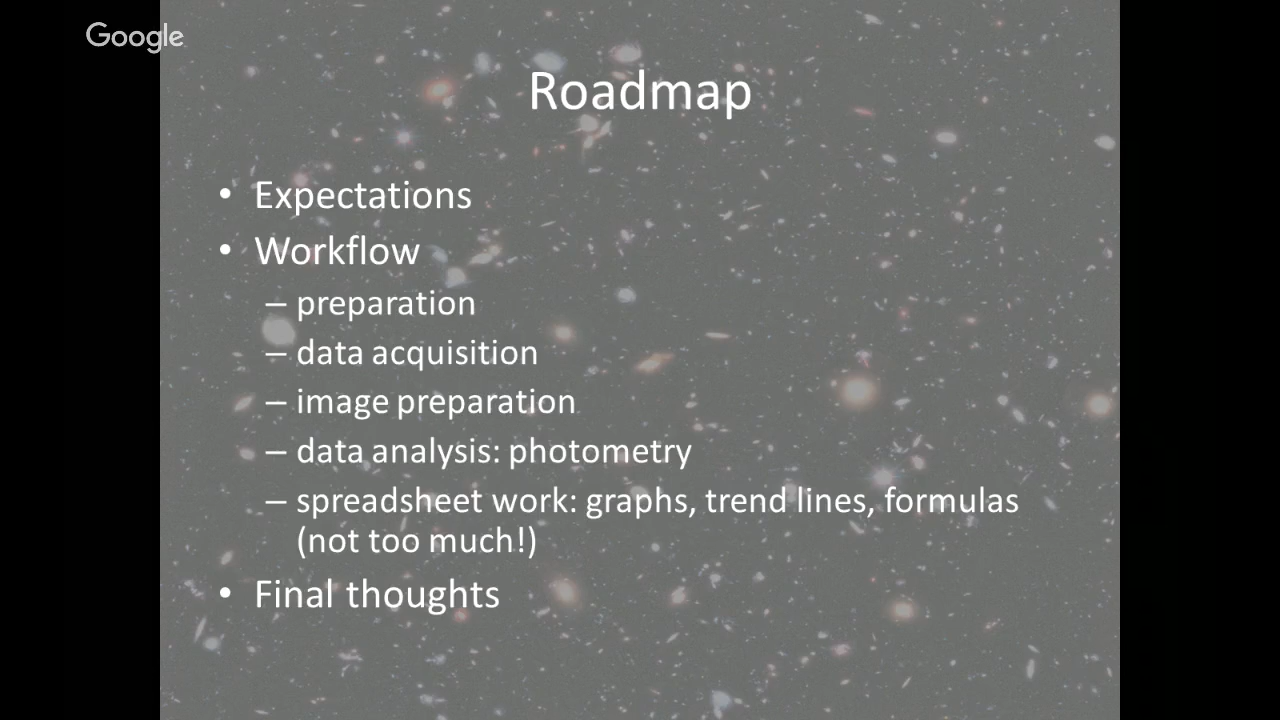 Google
Roadmap
• Expectations
• Workflow
– preparation
– data acquisition
– image preparation
– data analysis: photometry
– spreadsheet work: graphs, trend lines, formulas
(not too much!)
• Final thoughts